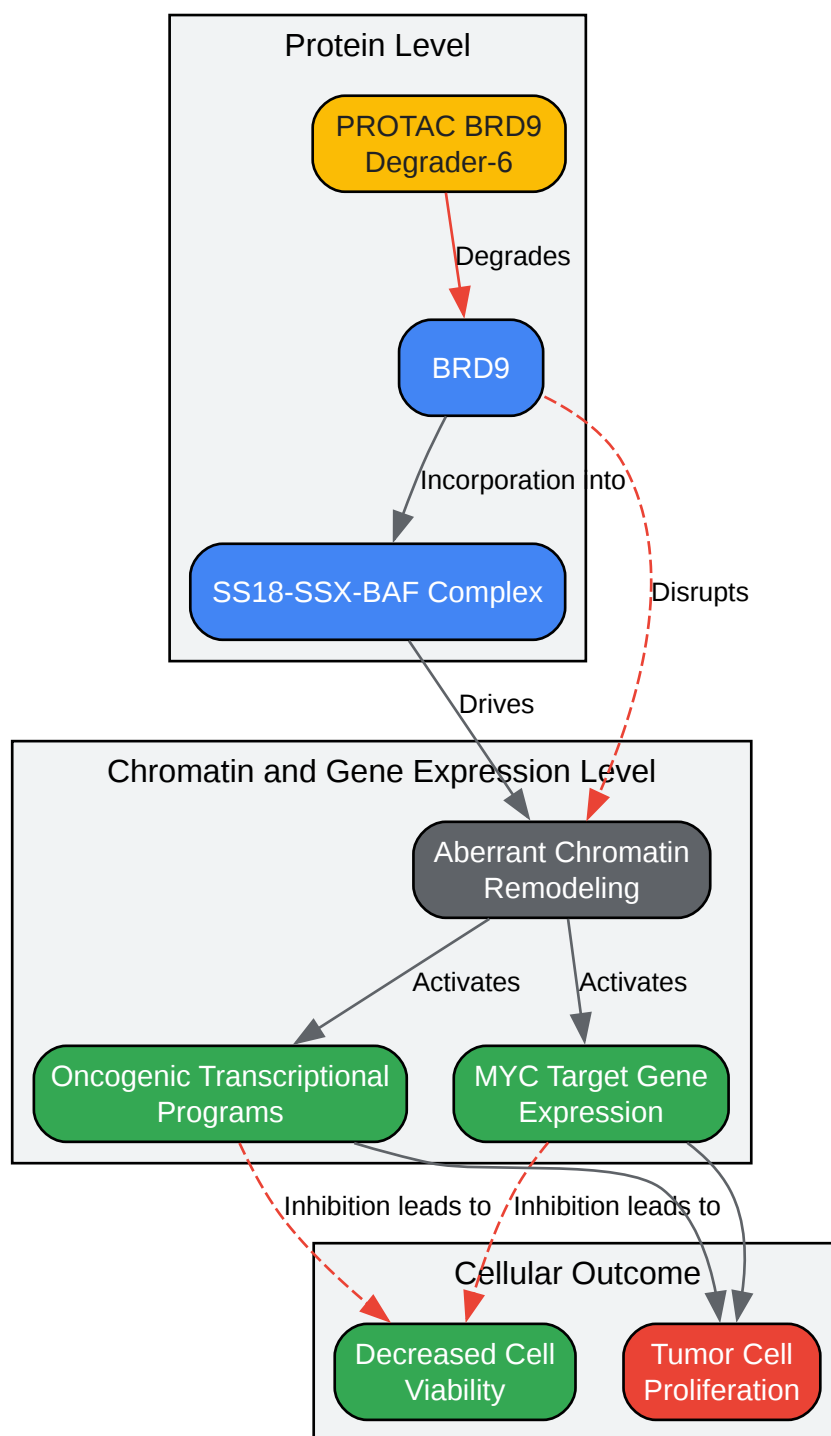 Protein Level
PROTAC BRD9
Degrader-6
Degrades
BRD9
Incorporation into
SS18-SSX-BAF Complex
Disrupts
Drives
Chromatin and Gene Expression Level
Aberrant Chromatin
Remodeling
Activates
Activates
Oncogenic Transcriptional
Programs
MYC Target Gene
Expression
Inhibition leads to
Inhibition leads to
Cellular Outcome
Decreased Cell
Viability
Tumor Cell
Proliferation